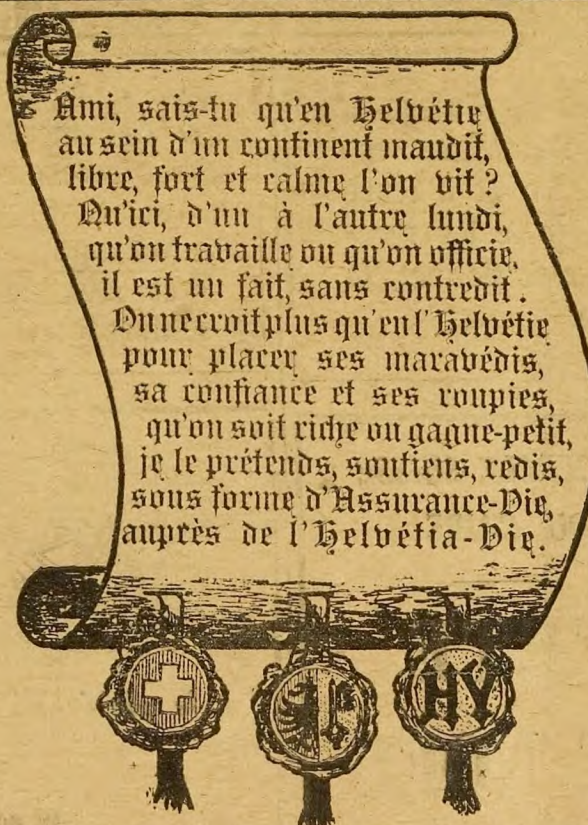 Ami, sais-tu qu'en Helvétie
au sein d'un continent maudit,
libre, fort et calme l'on vit ?
Qu'ici, d'un à l'autre lundi,
qu'on travaille ou qu'on officie,
il est un fait, sans contredit.
On ne croit plus qu'en l'Helvétie
pour placer ses maravédis,
sa confiance et ses roupies,
qu'on soit riche ou gagne-petit,
je le prétends, soutiens, redis,
sous forme d'Assurance-Vie,
auprès de l'Helvétia-Vie.
HV